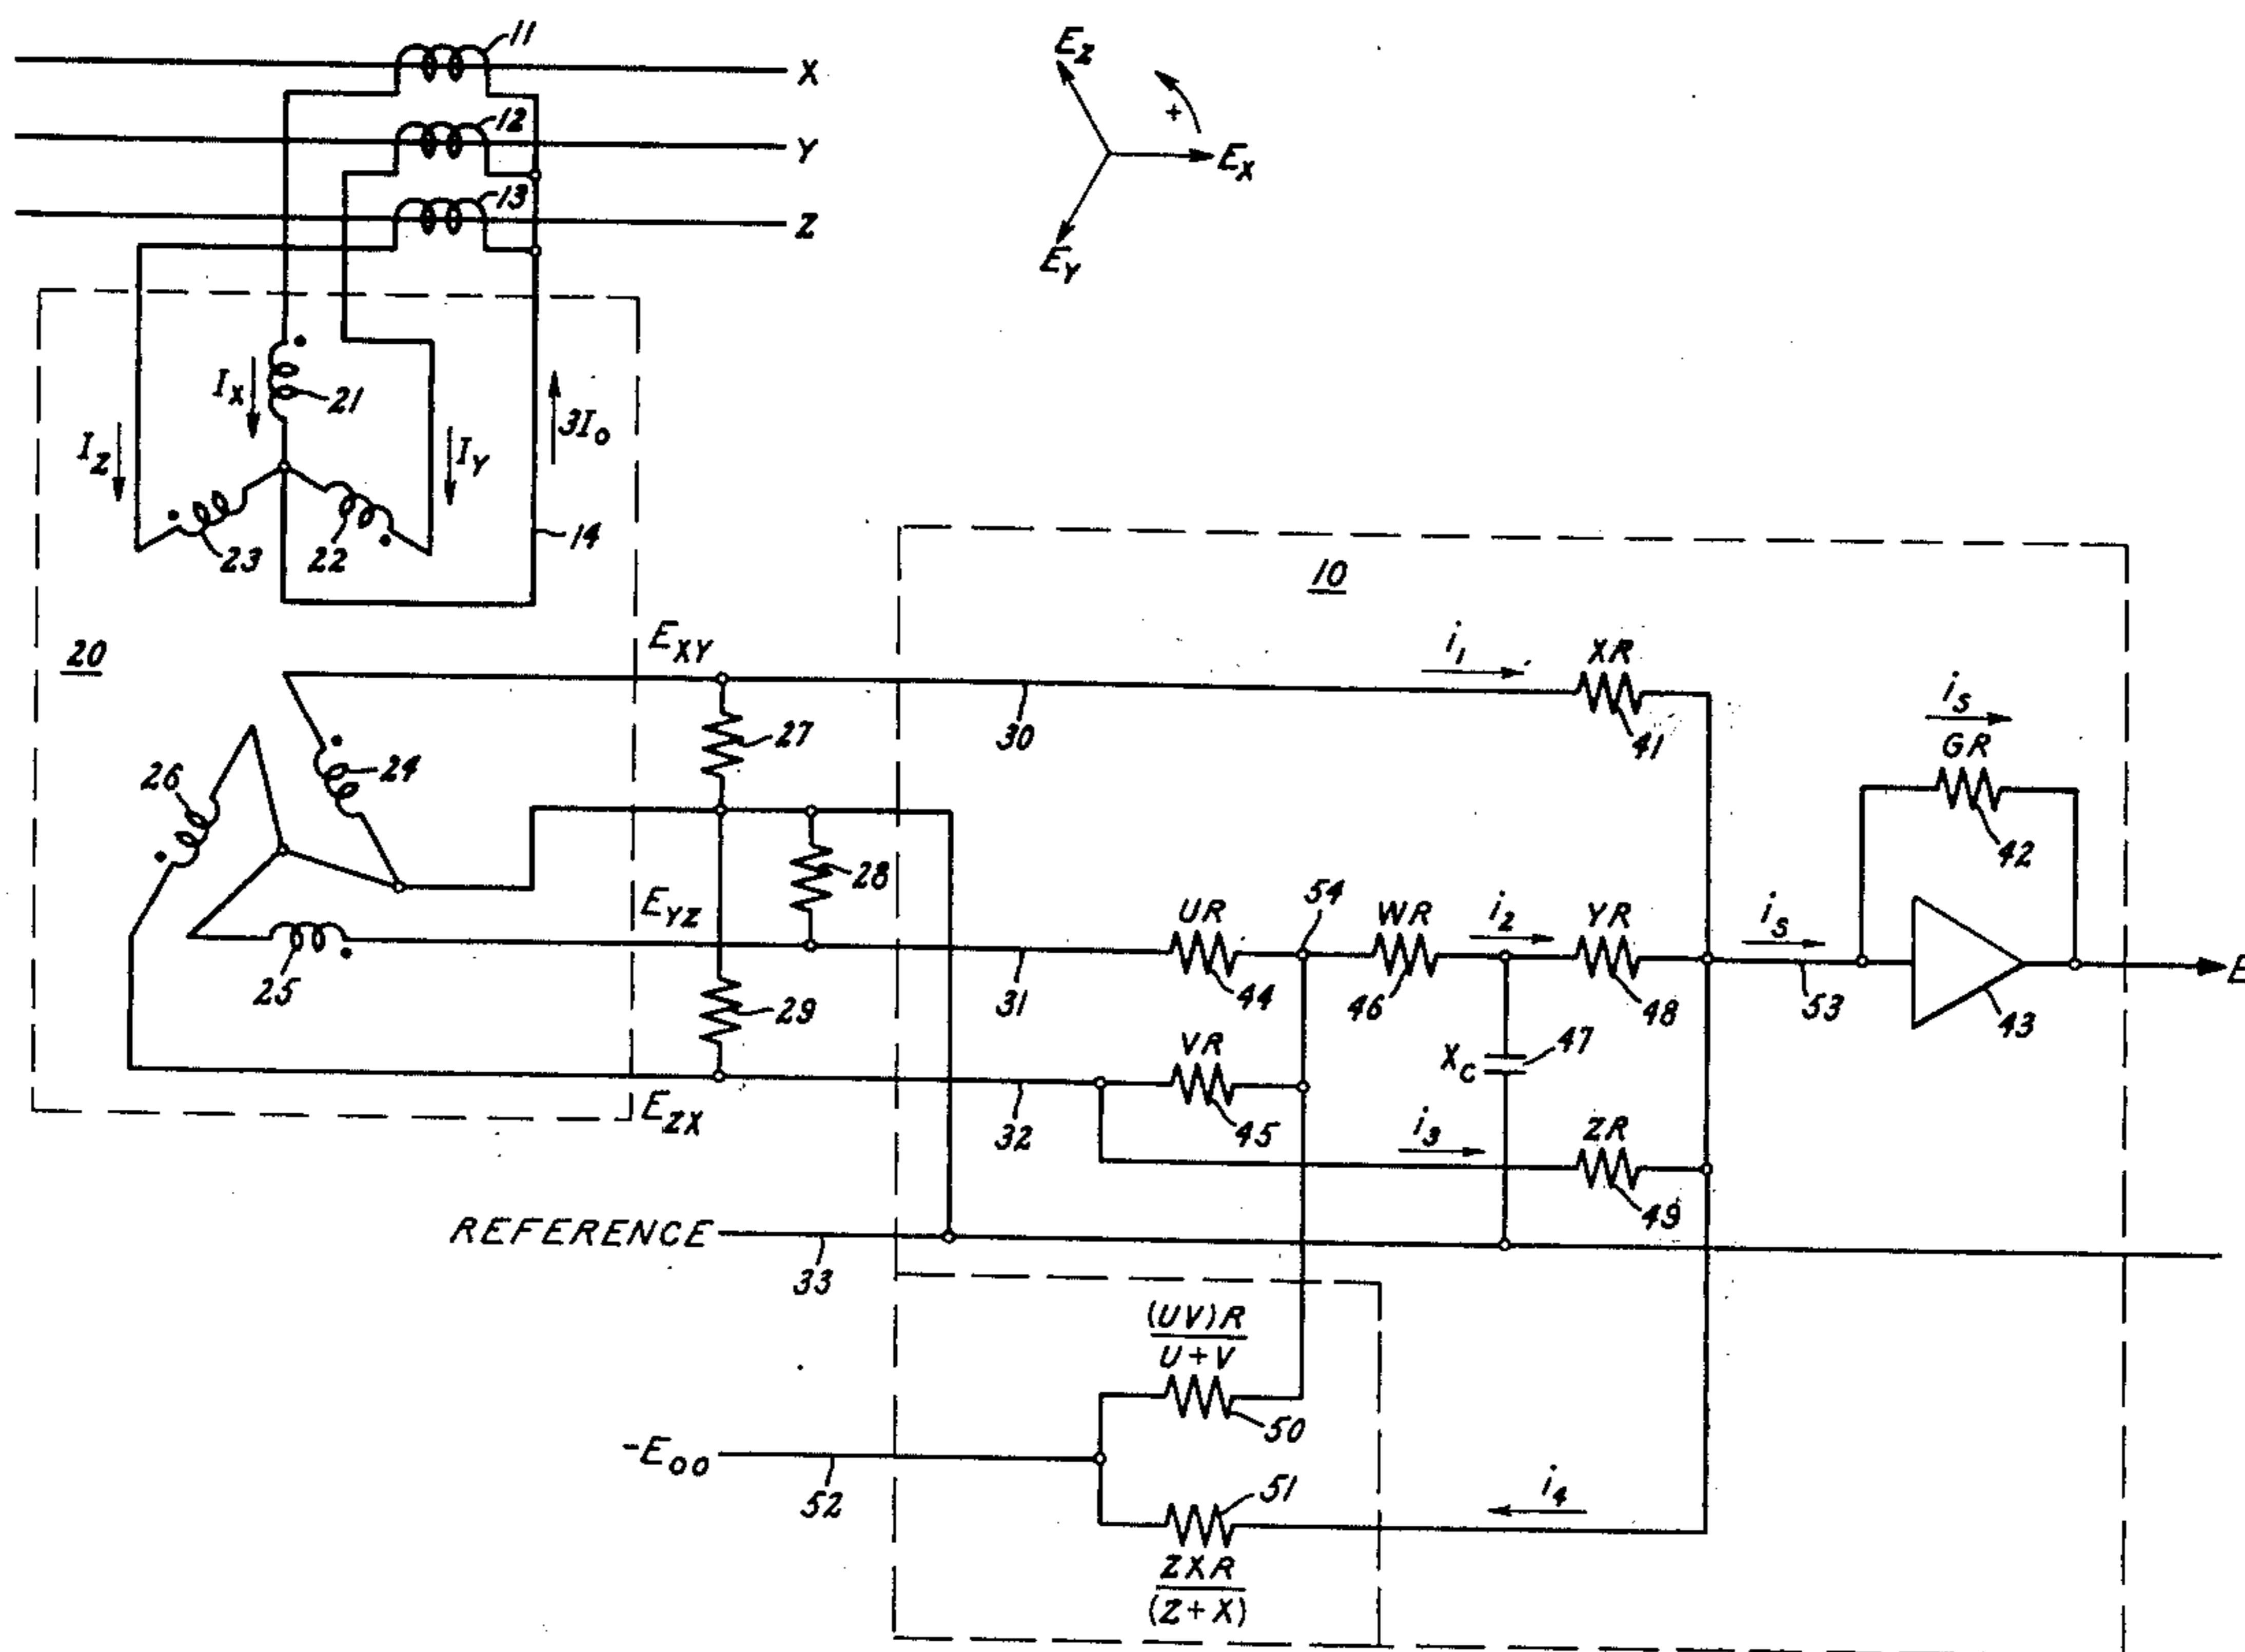 11
X
12
Y
13
Z
E_Z
+
E_X
E_Y
I_X
21
3I_0
I_Z
I_Y
23
22
14
10
20
E_XY
i_1
XR
30
41
27
i_s
GR
42
26
24
28
E_YZ
54
UR
WR
i_2
YR
i_s
E
25
31
44
46
48
53
43
29
VR
X_C
47
E_ZX
32
45
i_3
ZR
49
REFERENCE
33
(UV)R
U+V
50
-E_00
52
51
i_4
ZXR
(Z+X)